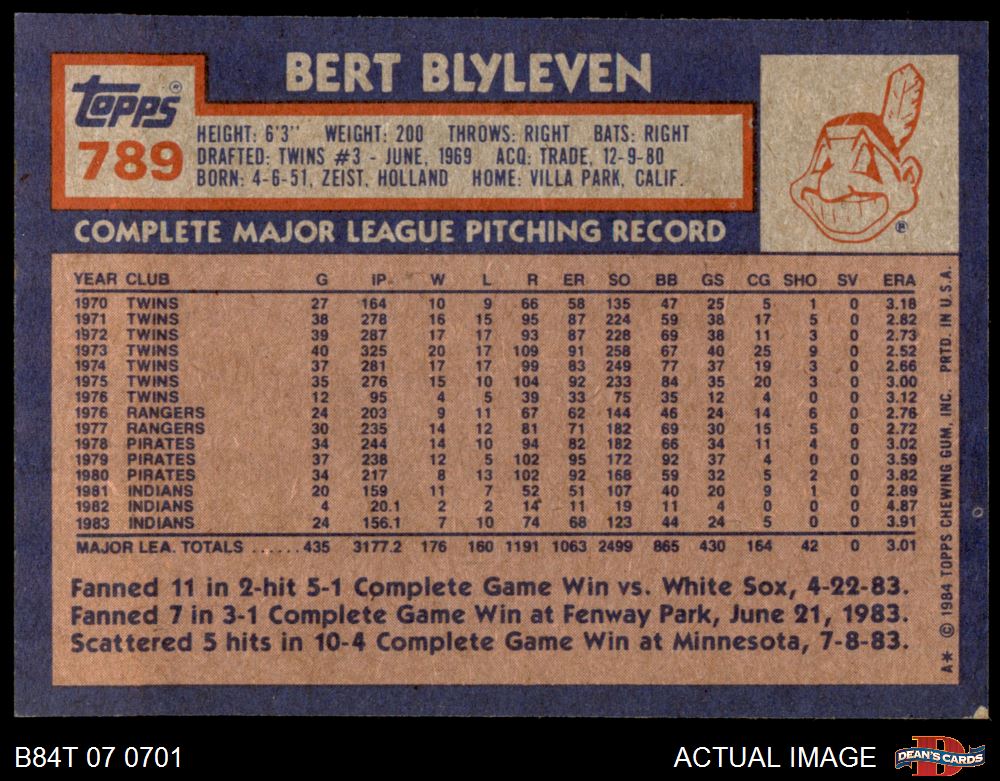 BERT BLYLEVEN
Topps®
789
HEIGHT: 6'3" WEIGHT: 200 THROWS: RIGHT BATS: RIGHT
DRAFTED: TWINS #3 - JUNE, 1969 ACQ: TRADE, 12-9-80
BORN: 4-6-51, ZEIST, HOLLAND HOME: VILLA PARK, CALIF.
®
COMPLETE MAJOR LEAGUE PITCHING RECORD
YEAR CLUB G IP W L R ER SO BB GS CG SHO SV ERA
1970 TWINS 27 164 10 9 66 58 135 47 25 5 1 0 3.18
1971 TWINS 38 278 16 15 95 87 224 59 38 17 5 0 2.82
1972 TWINS 39 287 17 17 93 87 228 69 38 11 3 0 2.73
1973 TWINS 40 325 20 17 109 91 258 67 40 25 9 0 2.52
1974 TWINS 37 281 17 17 99 83 249 77 37 19 3 0 2.66
1975 TWINS 35 276 15 10 104 92 233 84 35 20 3 0 3.00
1976 TWINS 12 95 4 5 39 33 75 35 12 4 0 0 3.12
1976 RANGERS 24 203 9 11 67 62 144 46 24 14 6 0 2.76
1977 RANGERS 30 235 14 12 81 71 182 69 30 15 5 0 2.72
1978 PIRATES 34 244 14 10 94 82 182 66 34 11 4 0 3.02
1979 PIRATES 37 238 12 5 102 95 172 92 37 4 0 0 3.59
1980 PIRATES 34 217 8 13 102 92 168 59 32 5 2 0 3.82
1981 INDIANS 20 159 11 7 52 51 107 40 20 9 1 0 2.89
1982 INDIANS 4 20.1 2 2 14 11 19 11 4 0 0 0 4.87
1983 INDIANS 24 156.1 7 10 74 68 123 44 24 5 0 0 3.91
MAJOR LEA. TOTALS ...... 435 3177.2 176 160 1191 1063 2499 865 430 164 42 0 3.01
Fanned 11 in 2-hit 5-1 Complete Game Win vs. White Sox, 4-22-83.
Fanned 7 in 3-1 Complete Game Win at Fenway Park, June 21, 1983.
Scattered 5 hits in 10-4 Complete Game Win at Minnesota, 7-8-83.
A* © 1984 TOPPS CHEWING GUM, INC. PRTD. IN U.S.A.
B84T 07 0701
ACTUAL IMAGE
D
DEAN'S CARDS